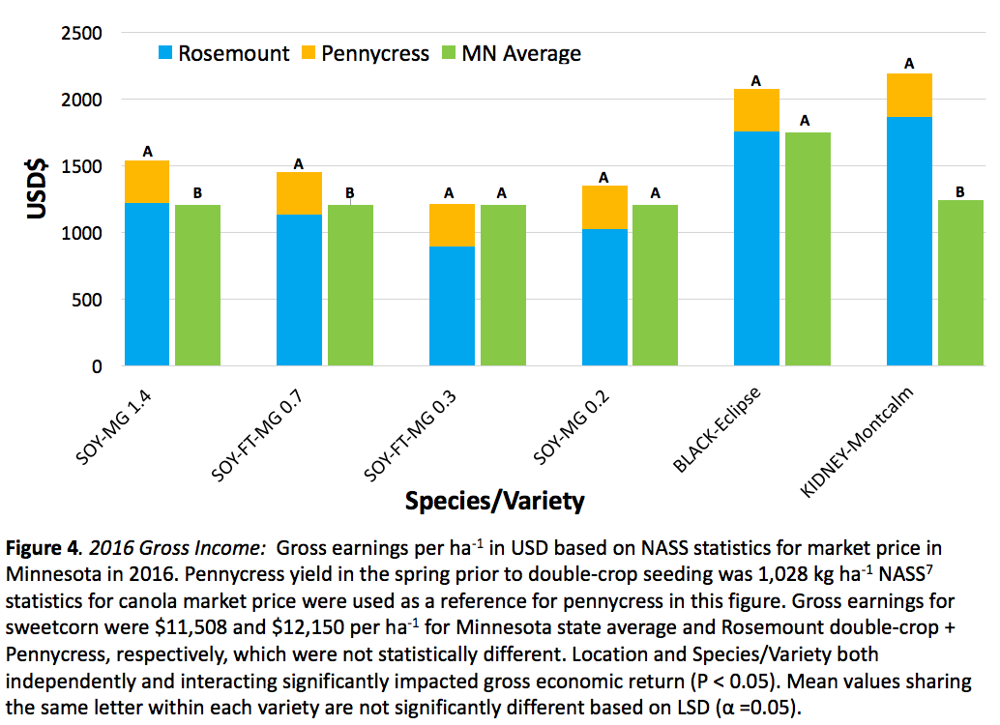 2500
Rosemount Pennycress MN Average
2000
1500
1000
500
0
USD$
A B
A B
A A
A A
A A
A B
SOY-MG 1.4
SOY-FT-MG 0.7
SOY-FT-MG 0.3
SOY-MG 0.2
BLACK-Eclipse
KIDNEY-Montcalm
Species/Variety
Figure 4. 2016 Gross Income: Gross earnings per ha⁻¹ in USD based on NASS statistics for market price in
Minnesota in 2016. Pennycress yield in the spring prior to double-crop seeding was 1,028 kg ha⁻¹ NASS⁷
statistics for canola market price were used as a reference for pennycress in this figure. Gross earnings for
sweetcorn were $11,508 and $12,150 per ha⁻¹ for Minnesota state average and Rosemount double-crop +
Pennycress, respectively, which were not statistically different. Location and Species/Variety both
independently and interacting significantly impacted gross economic return (P < 0.05). Mean values sharing
the same letter within each variety are not significantly different based on LSD (α =0.05).